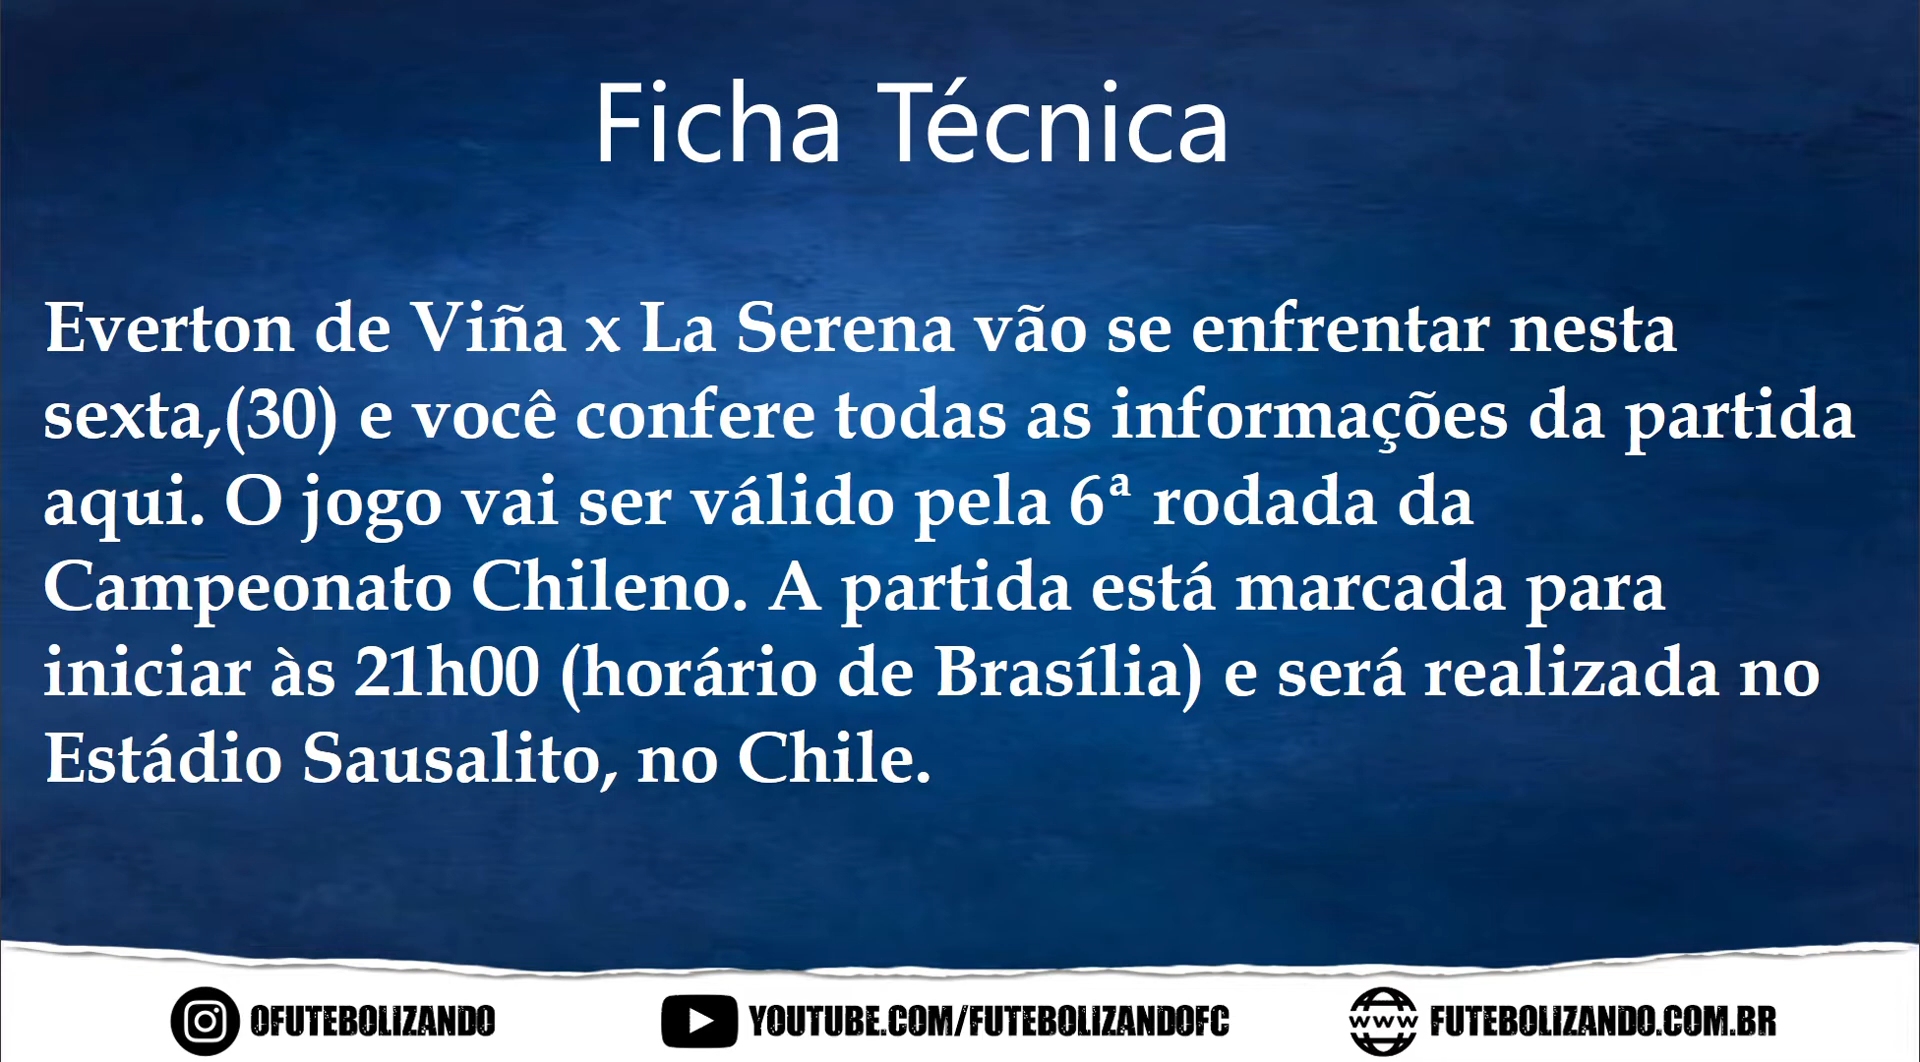 Ficha Técnica
Everton de Viña x La Serena vão se enfrentar nesta
sexta,(30) e você confere todas as informações da partida
aqui. O jogo vai ser válido pela 6ª rodada da
Campeonato Chileno. A partida está marcada para
iniciar às 21h00 (horário de Brasília) e será realizada no
Estádio Sausalito, no Chile.
OFUTEBOLIZANDO
YOUTUBE.COM/FUTEBOLIZANDOFC
WWW FUTEBOLIZANDO.COM.BR